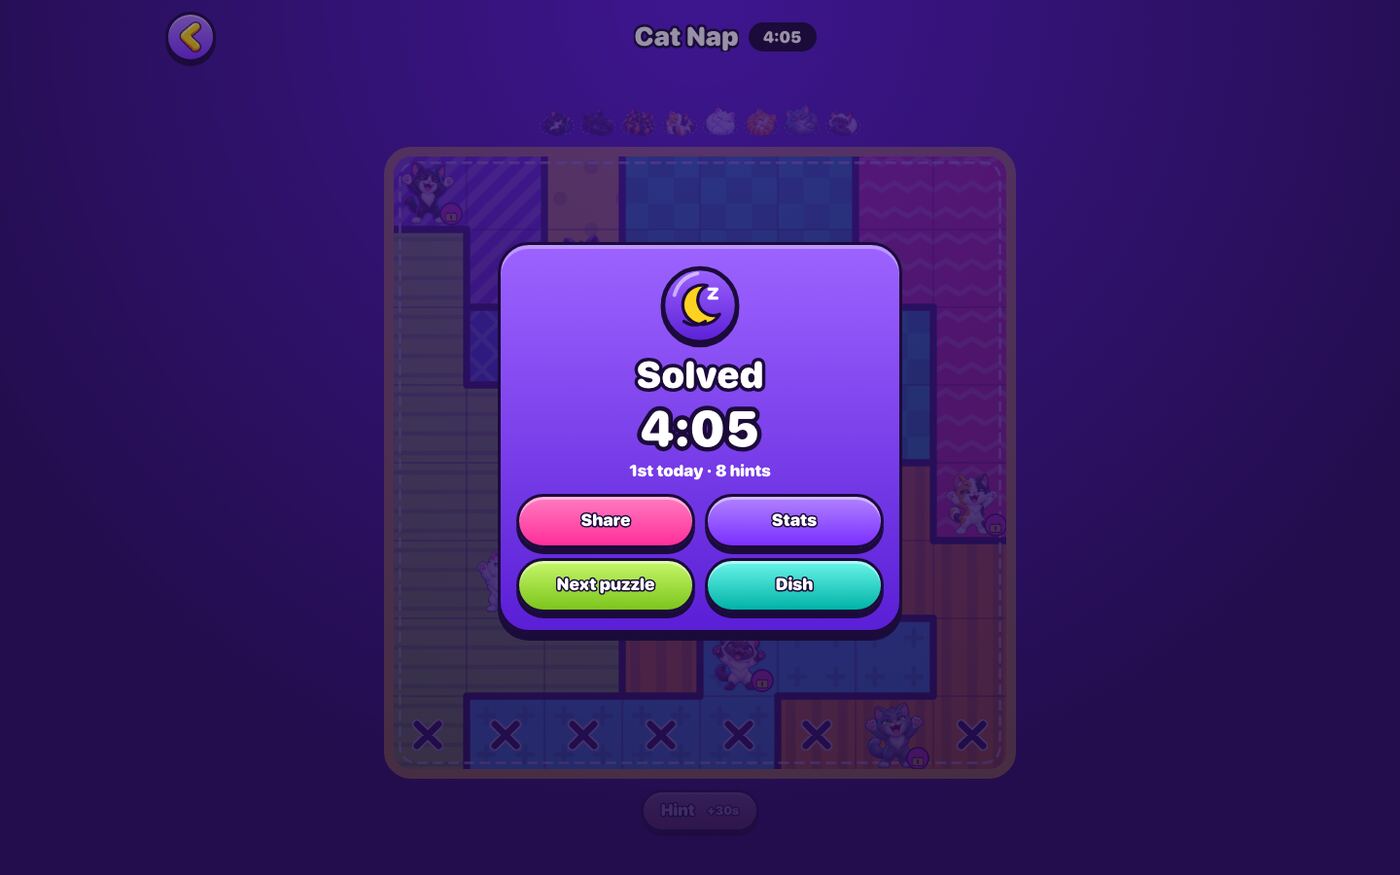 Cat Nap 4:05
z
Solved
4:05
1st today · 8 hints
Share Stats
Next puzzle Dish
Hint +30s